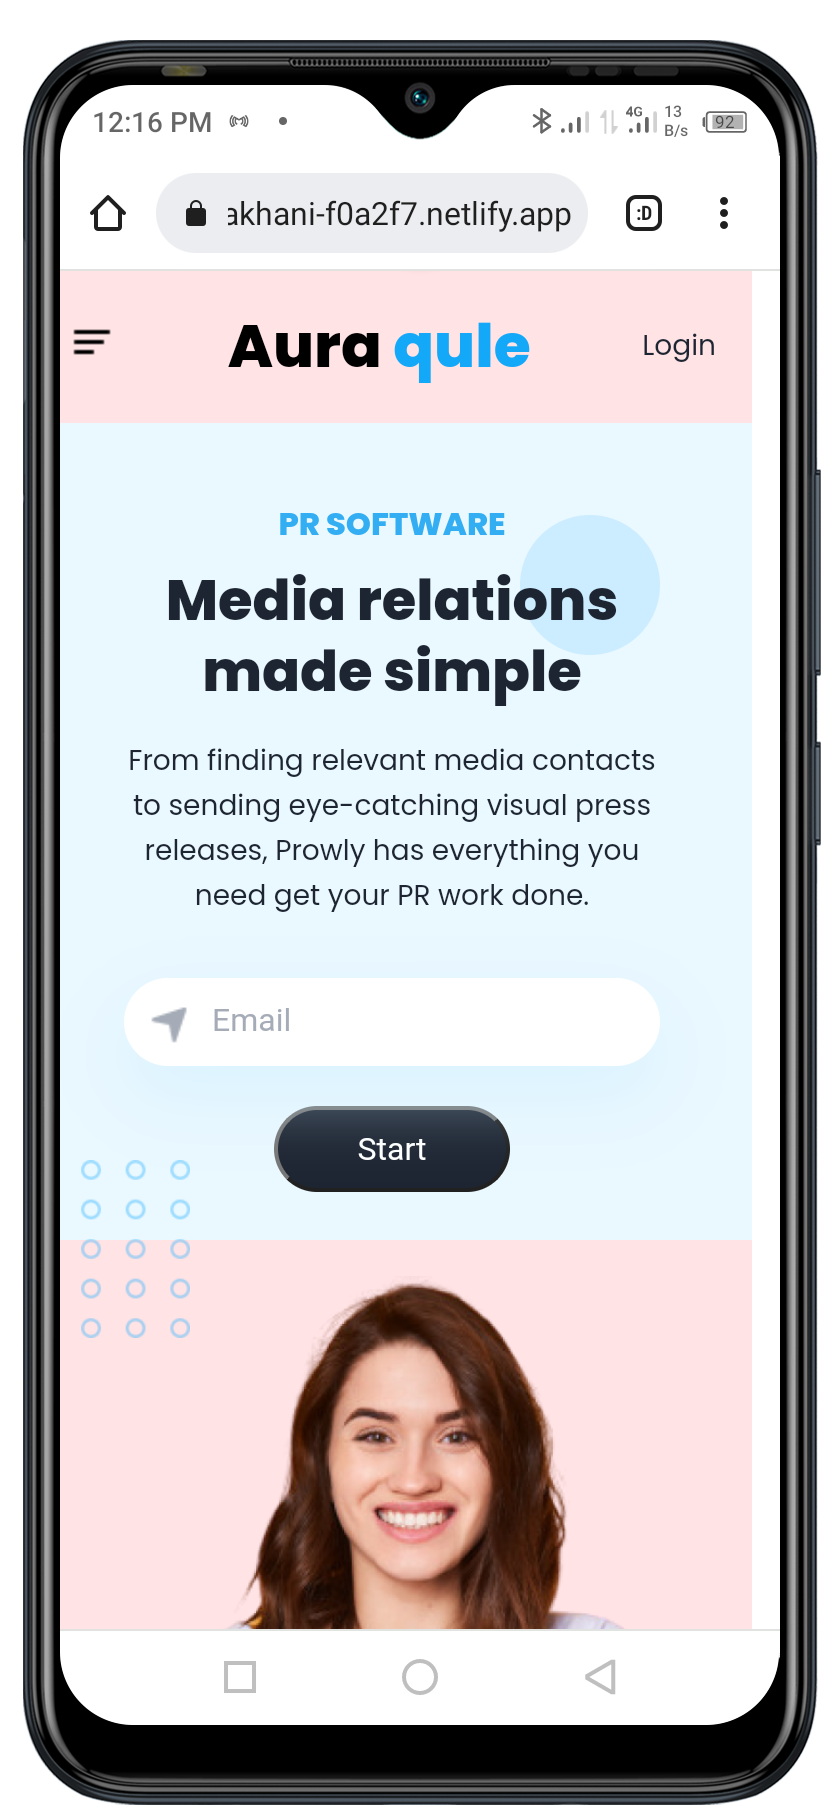 12:16 PM 4G 13 B/s 92
akhani-f0a2f7.netlify.app :D
Aura qule Login
PR SOFTWARE
Media relations
made simple
From finding relevant media contacts
to sending eye-catching visual press
releases, Prowly has everything you
need get your PR work done.
Email
Start